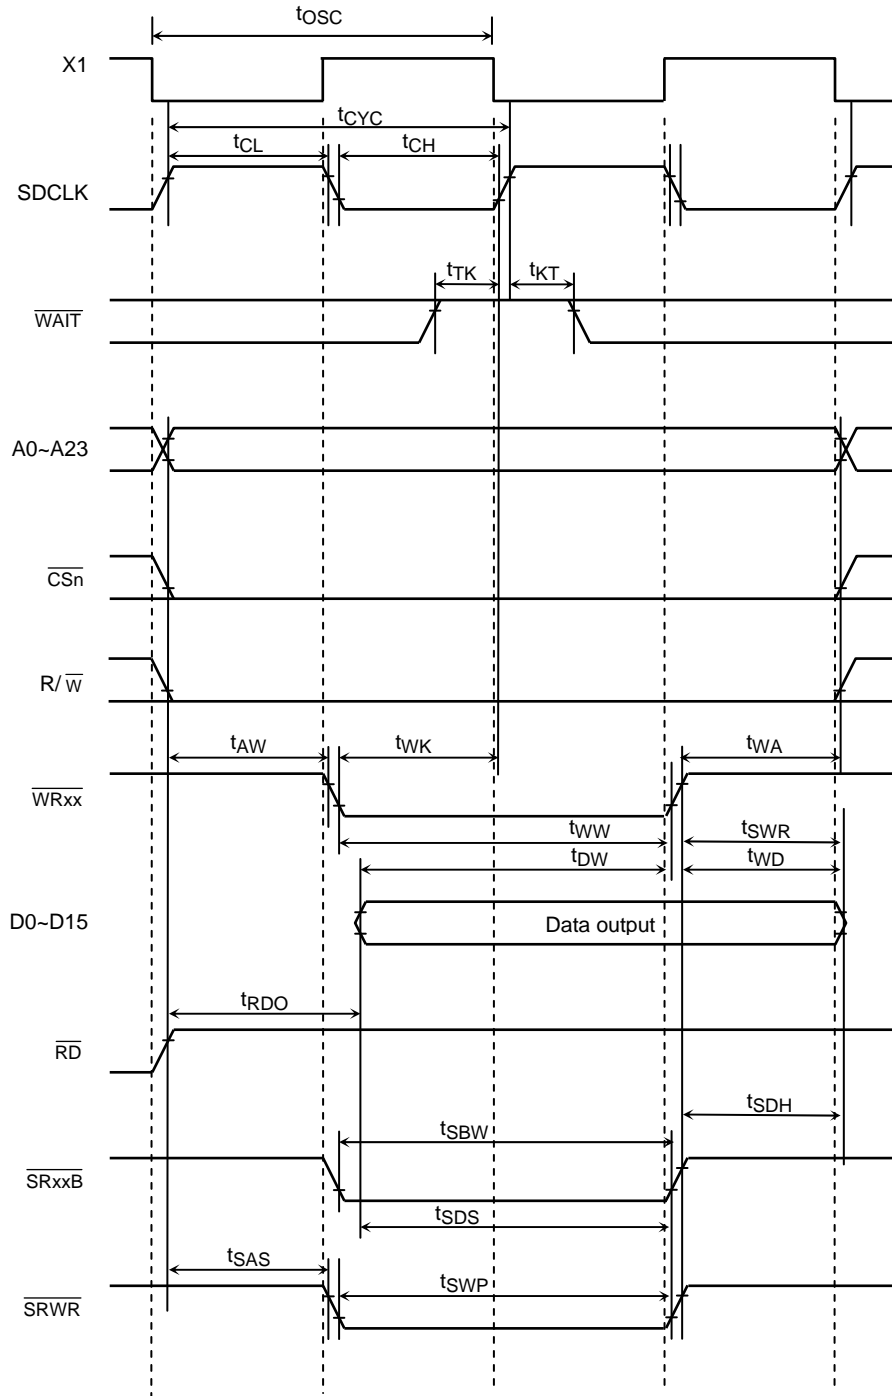 tOSC
X1
tCYC
tCL tCH
SDCLK
tTK tKT
WAIT
A0~A23
CSn
R/W
tAW tWK tWA
WRxx
tWW tSWR
tDW tWD
D0~D15 Data output
tRDO
RD
tSDH
tSBW
SRxxB
tSDS
tSAS
tSWP
SRWR